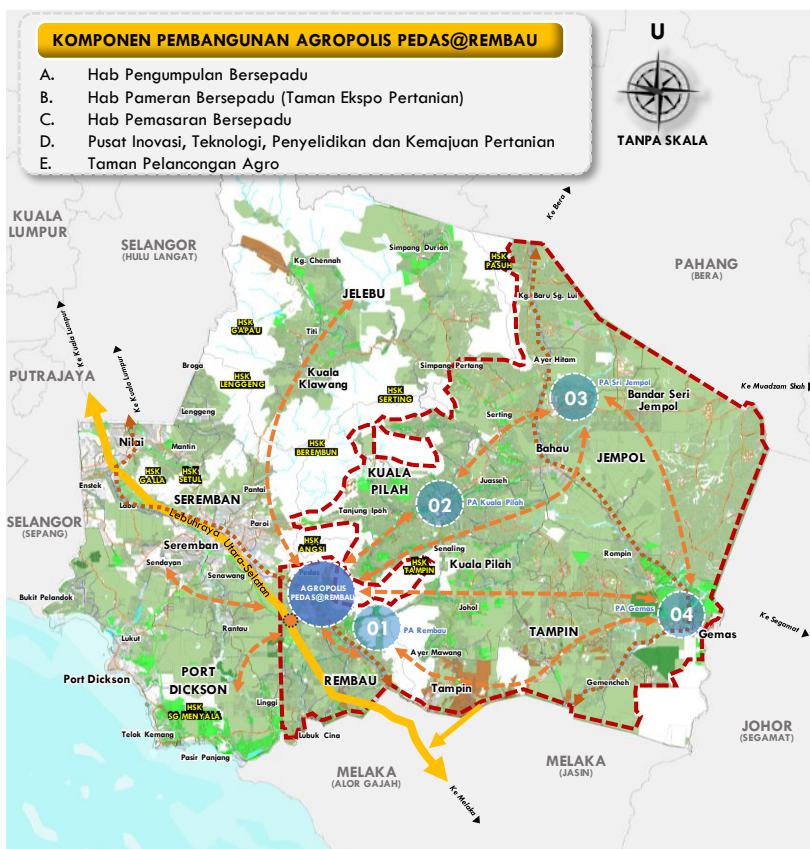 KOMPONEN PEMBANGUNAN AGROPOLIS PEDAS@REMBAU
A. Hab Pengumpulan Bersepadu
B. Hab Pameran Bersepadu (Taman Ekspo Pertanian)
C. Hab Pemasaran Bersepadu
D. Pusat Inovasi, Teknologi, Penyelidikan dan Kemajuan Pertanian
E. Taman Pelancongan Agro
U
TANPA SKALA
Ke Bera
KUALA
LUMPUR
SELANGOR
(HULU LANGAT)
Simpang Durian
Kg. Chennah
HSK
PASUH
PAHANG
(BERA)
JELEBU
Kg. Baru Sg. Lui
Ke Kuala Lumpur
Ke Kuala Lumpur
HSK
GAPAU
Titi
Ayer Hitam
Broga
Kuala
Klawang
Simpang Pertang
PUTRAJAYA
HSK
LENGGENG
HSK
SERTING
PA Sri Jempol
03
Bandar Seri
Jempol
Ke Muadzam Shah
Lenggeng
Serting
Nilai
Mantin
HSK
BEREMBUN
Bahau
JEMPOL
HSK
GALLA
HSK
SETUL
KUALA
PILAH
Juasseh
Enstek
Pantai
SEREMBAN
02
PA Kuala Pilah
Labu
Tanjung Ipoh
SELANGOR
(SEPANG)
Lebuhraya Utara-Selatan
Paroi
Seremban
HSK
ANGSI
Senaling
Rompin
Sendayan
HSK
TAMPIN
Kuala Pilah
Senawang
Pedas
AGROPOLIS
PEDAS@REMBAU
Bukit Pelandok
Johol
PA Gemas
04
Ke Segamat
Rantau
01
PA Rembau
TAMPIN
Gemas
Lukut
Ayer Mawang
PORT
DICKSON
Port Dickson
REMBAU
Tampin
Gemencheh
Linggi
HSK
SG MENYALA
JOHOR
(SEGAMAT)
Telok Kemang
Lubuk Cina
Pasir Panjang
MELAKA
(ALOR GAJAH)
MELAKA
(JASIN)
Ke Melaka